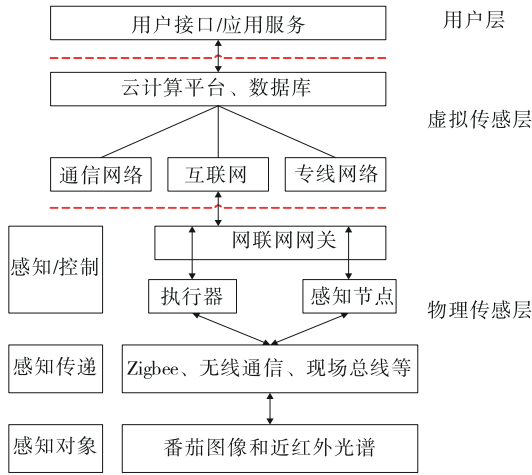 用户接口/应用服务
用户层
云计算平台、数据库
虚拟传感层
通信网络
互联网
专线网络
网联网网关
感知/控制
执行器
感知节点
物理传感层
感知传递
Zigbee、无线通信、现场总线等
感知对象
番茄图像和近红外光谱